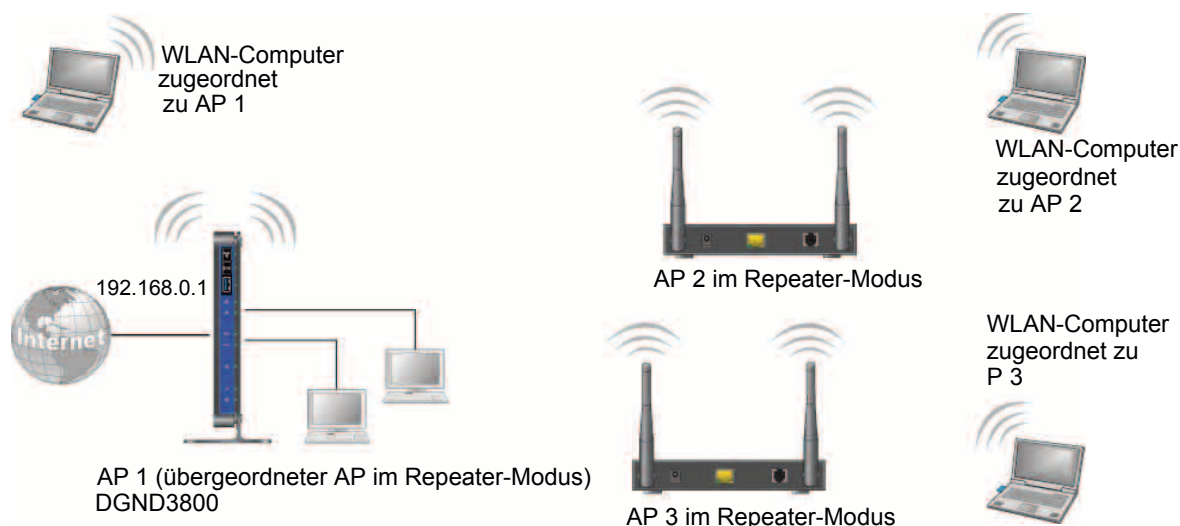 WLAN-Computer
zugeordnet
zu AP 1
WLAN-Computer
zugeordnet
zu AP 2
AP 2 im Repeater-Modus
192.168.0.1
Internet
WLAN-Computer
zugeordnet zu
P 3
AP 1 (übergeordneter AP im Repeater-Modus)
DGND3800
AP 3 im Repeater-Modus